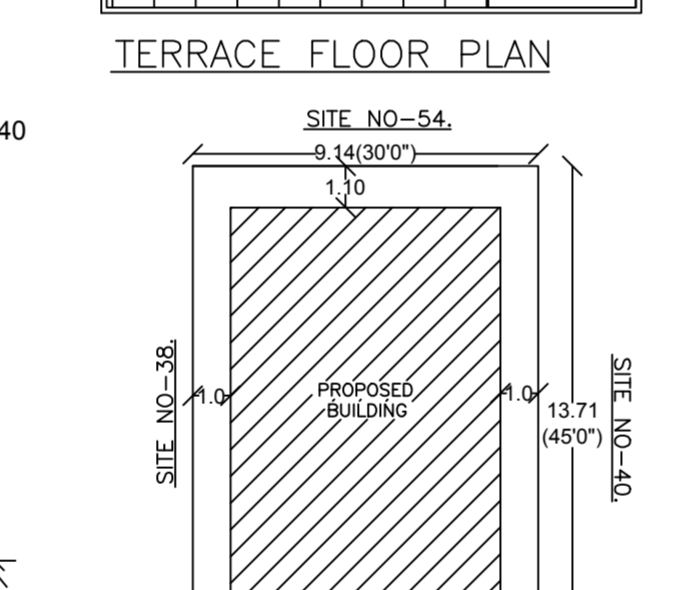 TERRACE FLOOR PLAN
40
SITE NO-54.
9.14(30'0")
1.10
SITE NO-38.
1.0
PROPOSED
BUILDING
1.0
13.71
(45'0")
SITE NO-40.